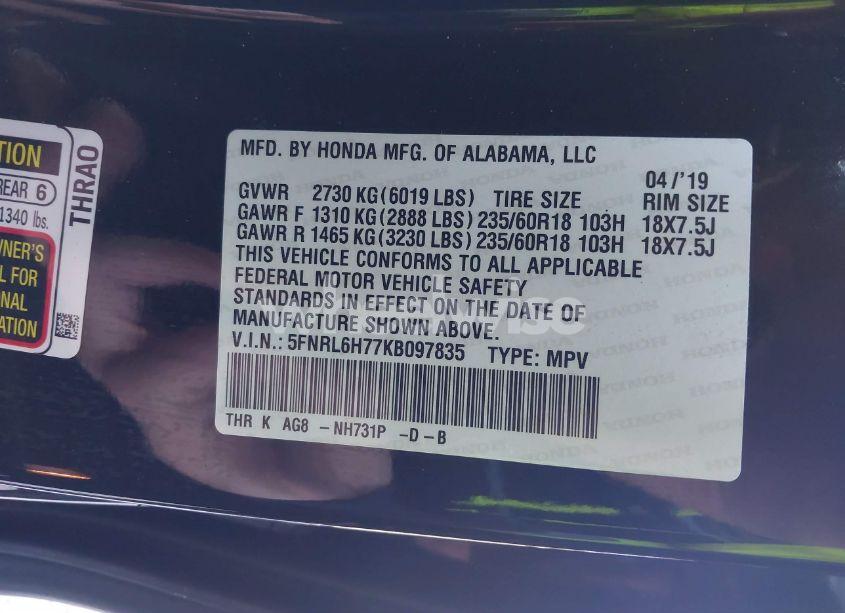 TION
REAR 6
1340 lbs.
WNER'S
L FOR
NAL
ATION
THRAO
MFD. BY HONDA MFG. OF ALABAMA, LLC
04/'19
GVWR 2730 KG(6019 LBS) TIRE SIZE RIM SIZE
GAWR F 1310 KG(2888 LBS) 235/60R18 103H 18X7.5J
GAWR R 1465 KG(3230 LBS) 235/60R18 103H 18X7.5J
THIS VEHICLE CONFORMS TO ALL APPLICABLE
FEDERAL MOTOR VEHICLE SAFETY
STANDARDS IN EFFECT ON THE DATE OF
MANUFACTURE SHOWN ABOVE.
V.I.N.: 5FNRL6H77KB097835 TYPE: MPV
THR K AG8 -NH731P -D-B